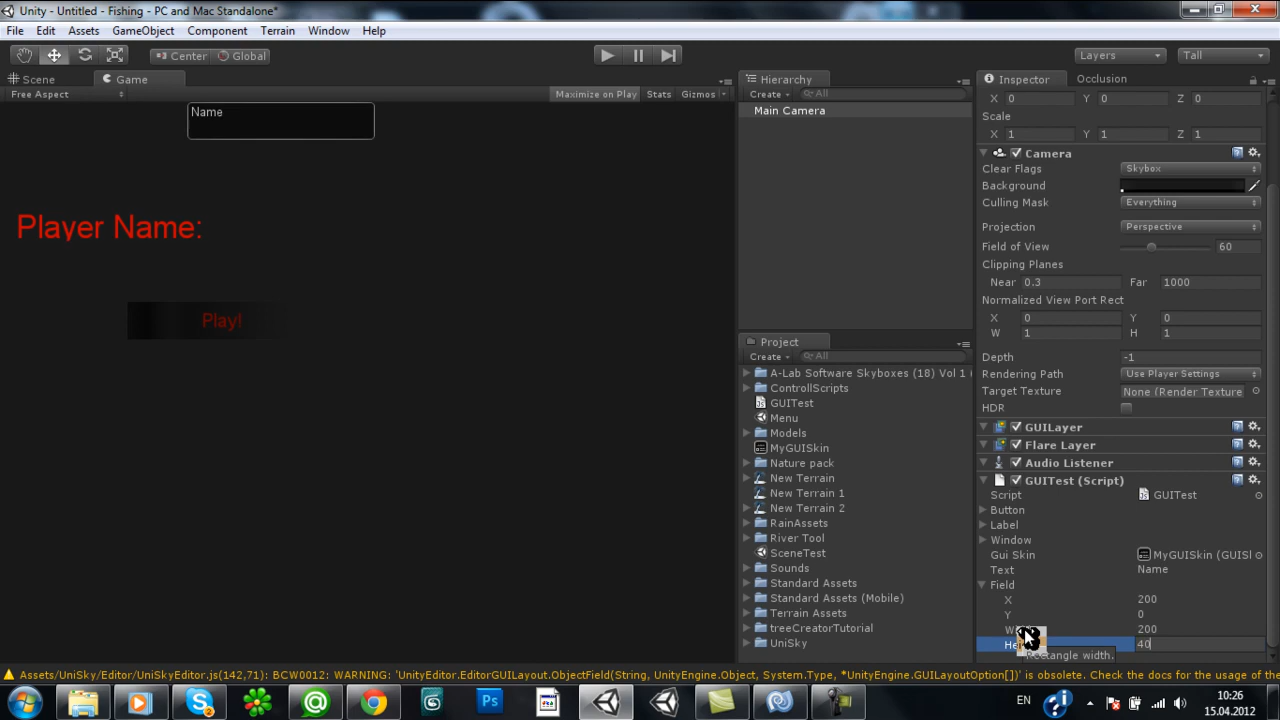 Unity - Untitled - Fishing - PC and Mac Standalone*
File Edit Assets GameObject Component Terrain Window Help
Center Global Layers Tall
Scene Game
Free Aspect Maximize on Play Stats Gizmos
Name
Player Name:
Play!
Hierarchy
Create All
Main Camera
Project
Create All
A-Lab Software Skyboxes (18) Vol 1
ControllScripts
GUITest
Menu
Models
MyGUISkin
Nature pack
New Terrain
New Terrain 1
New Terrain 2
RainAssets
River Tool
SceneTest
Sounds
Standard Assets
Standard Assets (Mobile)
Terrain Assets
treeCreatorTutorial
UniSky
Inspector Occlusion
X 0 Y 0 Z 0
Scale
X 1 Y 1 Z 1
Camera
Clear Flags Skybox
Background
Culling Mask Everything
Projection Perspective
Field of View 60
Clipping Planes
Near 0.3 Far 1000
Normalized View Port Rect
X 0 Y 0
W 1 H 1
Depth -1
Rendering Path Use Player Settings
Target Texture None (Render Texture
HDR
GUILayer
Flare Layer
Audio Listener
GUITest (Script)
Script GUITest
Button
Label
Window
Gui Skin MyGUISkin (GUISl
Text Name
Field
X 200
Y 0
200
40
Rectangle width.
Assets/UniSky/Editor/UniSkyEditor.js(142,71): BCW0012: WARNING: 'UnityEditor.EditorGUILayout.ObjectField(String, UnityEngine.Object, System.Type, *UnityEngine.GUILayoutOption[])' is obsolete. Check the docs for the usage of t
EN 10:26
15.04.2012